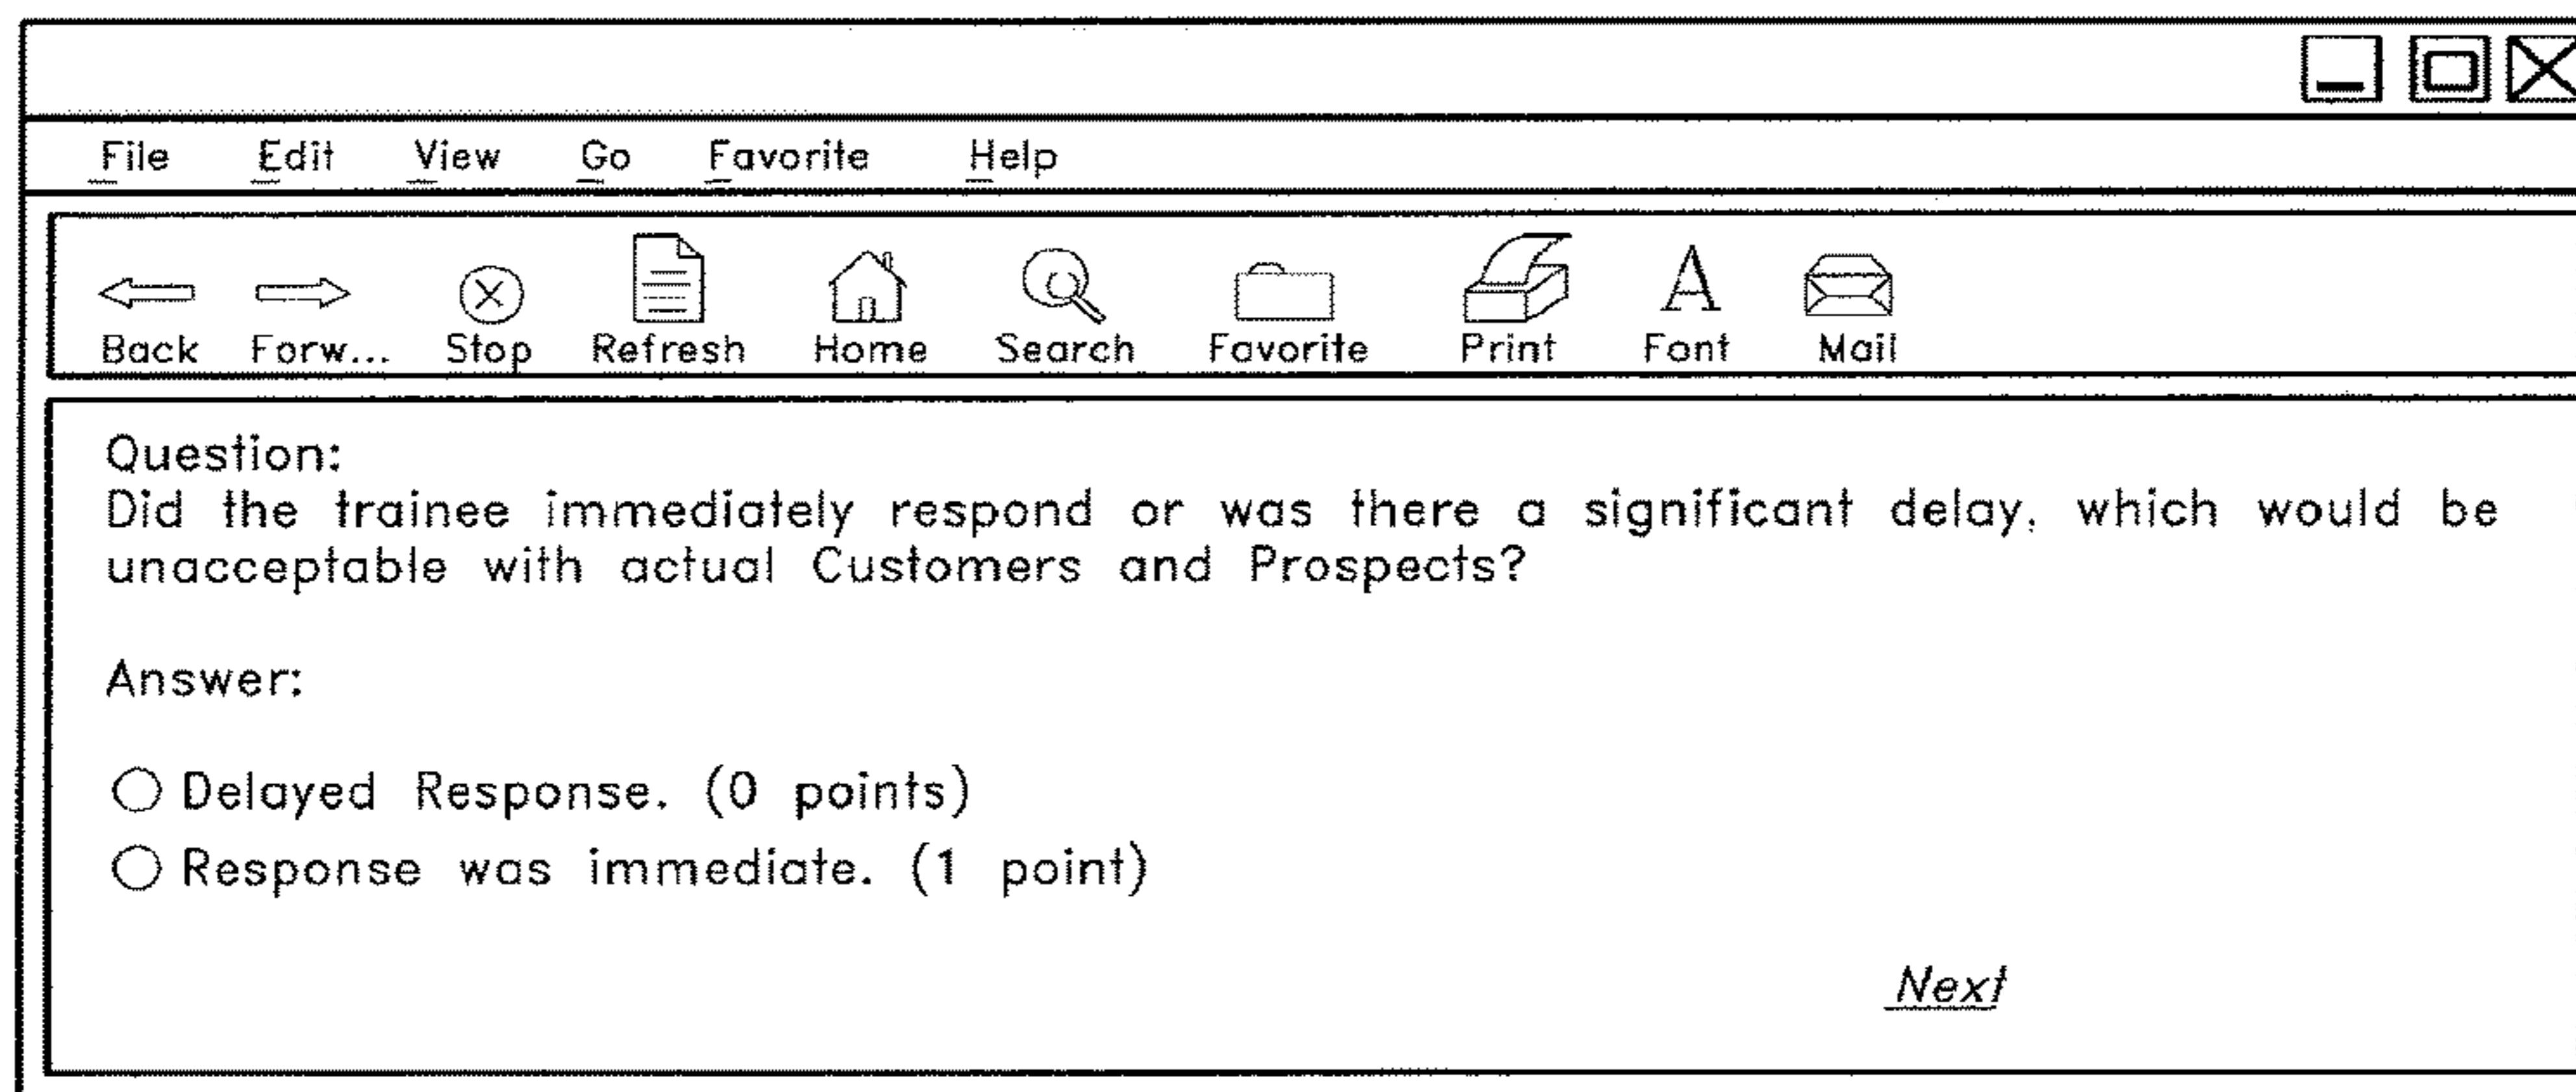 File Edit View Go Favorite Help
Back Forw... Stop Refresh Home Search Favorite Print Font Mail
Question:
Did the trainee immediately respond or was there a significant delay, which would be
unacceptable with actual Customers and Prospects?
Answer:
Delayed Response. (0 points)
Response was immediate. (1 point)
Next